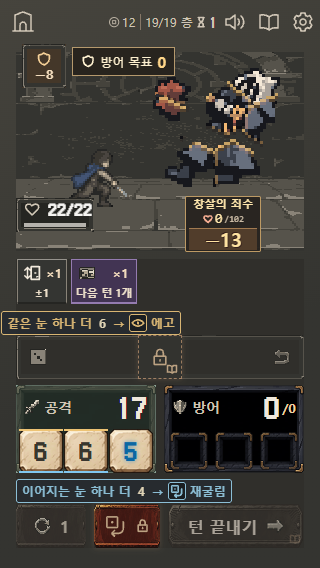 12 | 19/19 층 1
-8
방어 목표 0
22/22
창살의 죄수
0/102
-13
×1
±1
×1
다음 턴 1개
같은 눈 하나 더 6 → 예고
공격 17
방어 0/0
6 6 5
이어지는 눈 하나 더 4 → 재굴림
1
턴 끝내기